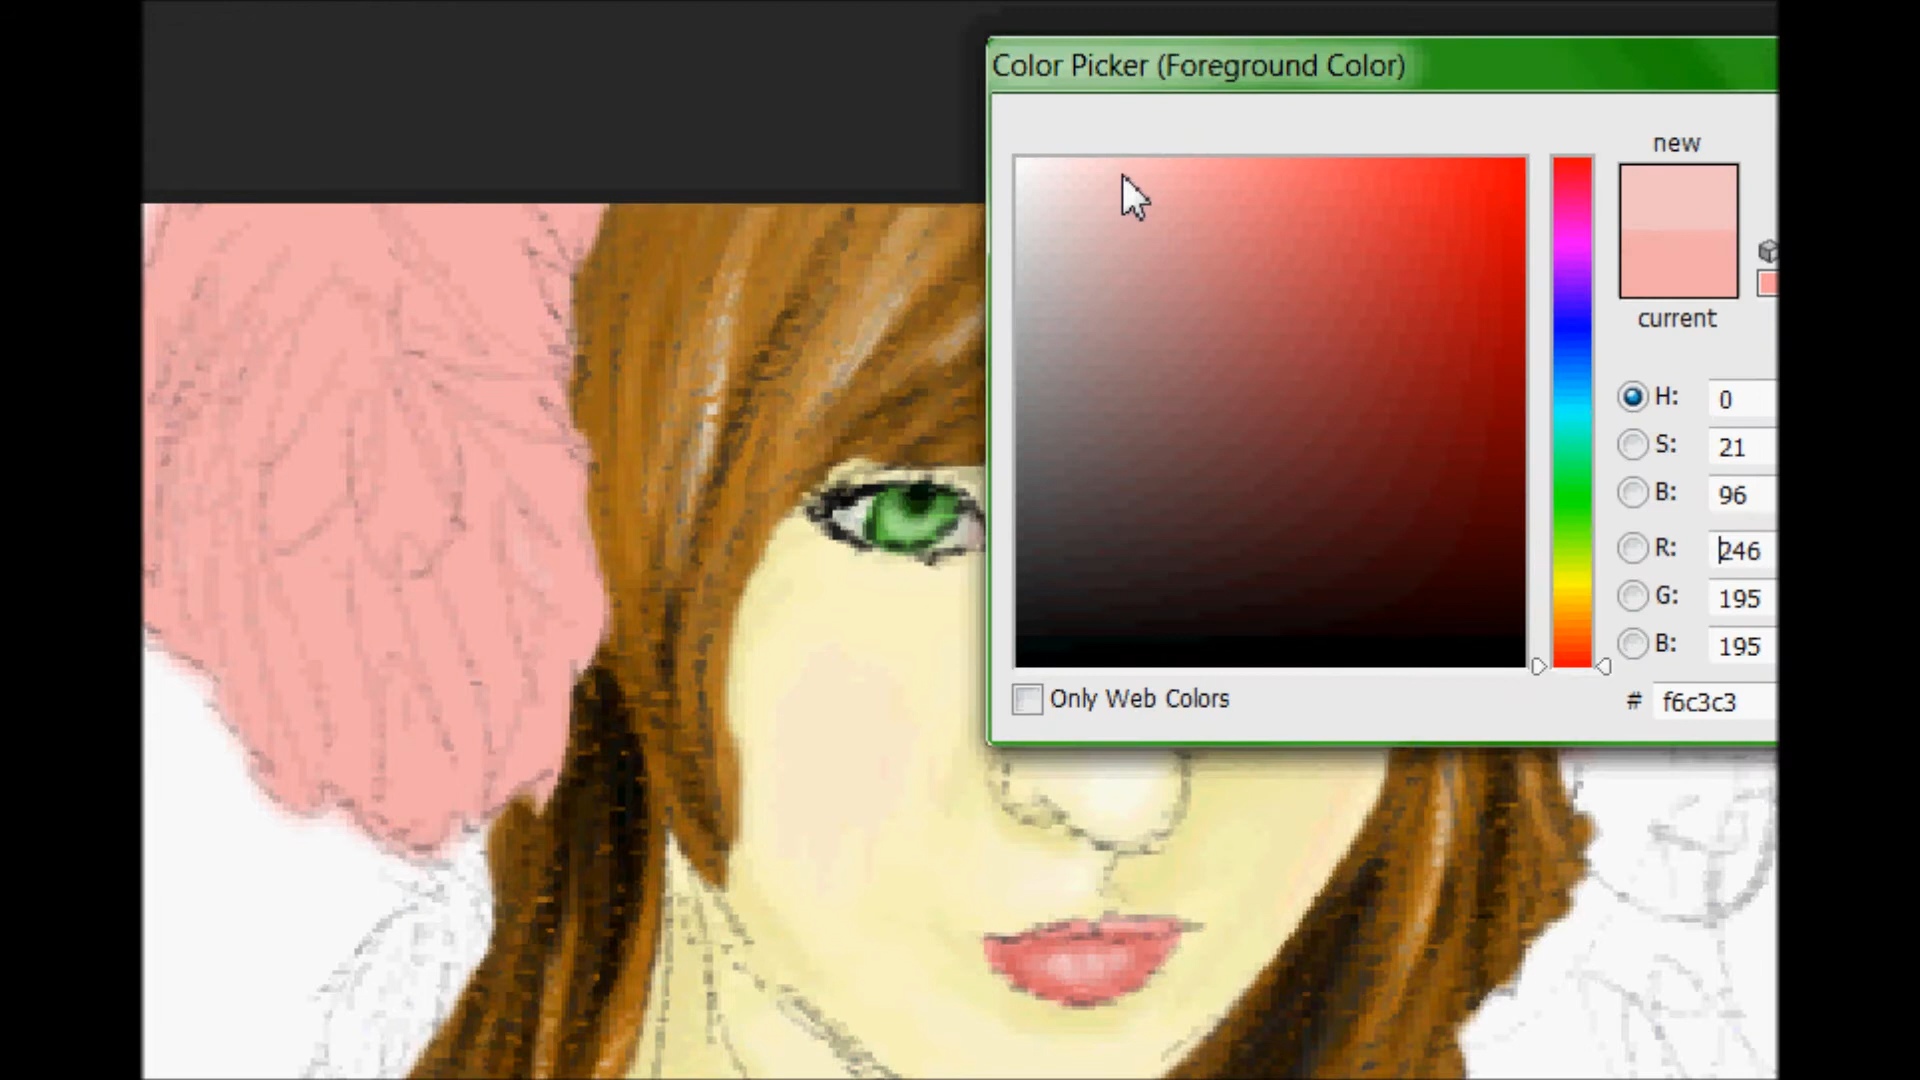 Color Picker (Foreground Color)
new
current
H: 0
S: 21
B: 96
R: 246
G: 195
B: 195
Only Web Colors
# f6c3c3